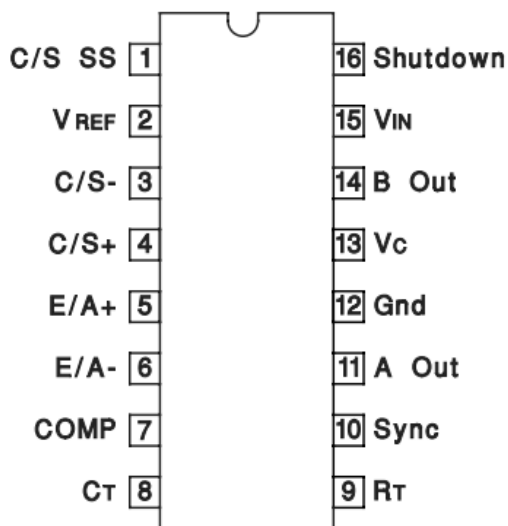 C/S SS 1 16 Shutdown
VREF 2 15 VIN
C/S- 3 14 B Out
C/S+ 4 13 VC
E/A+ 5 12 Gnd
E/A- 6 11 A Out
COMP 7 10 Sync
CT 8 9 RT